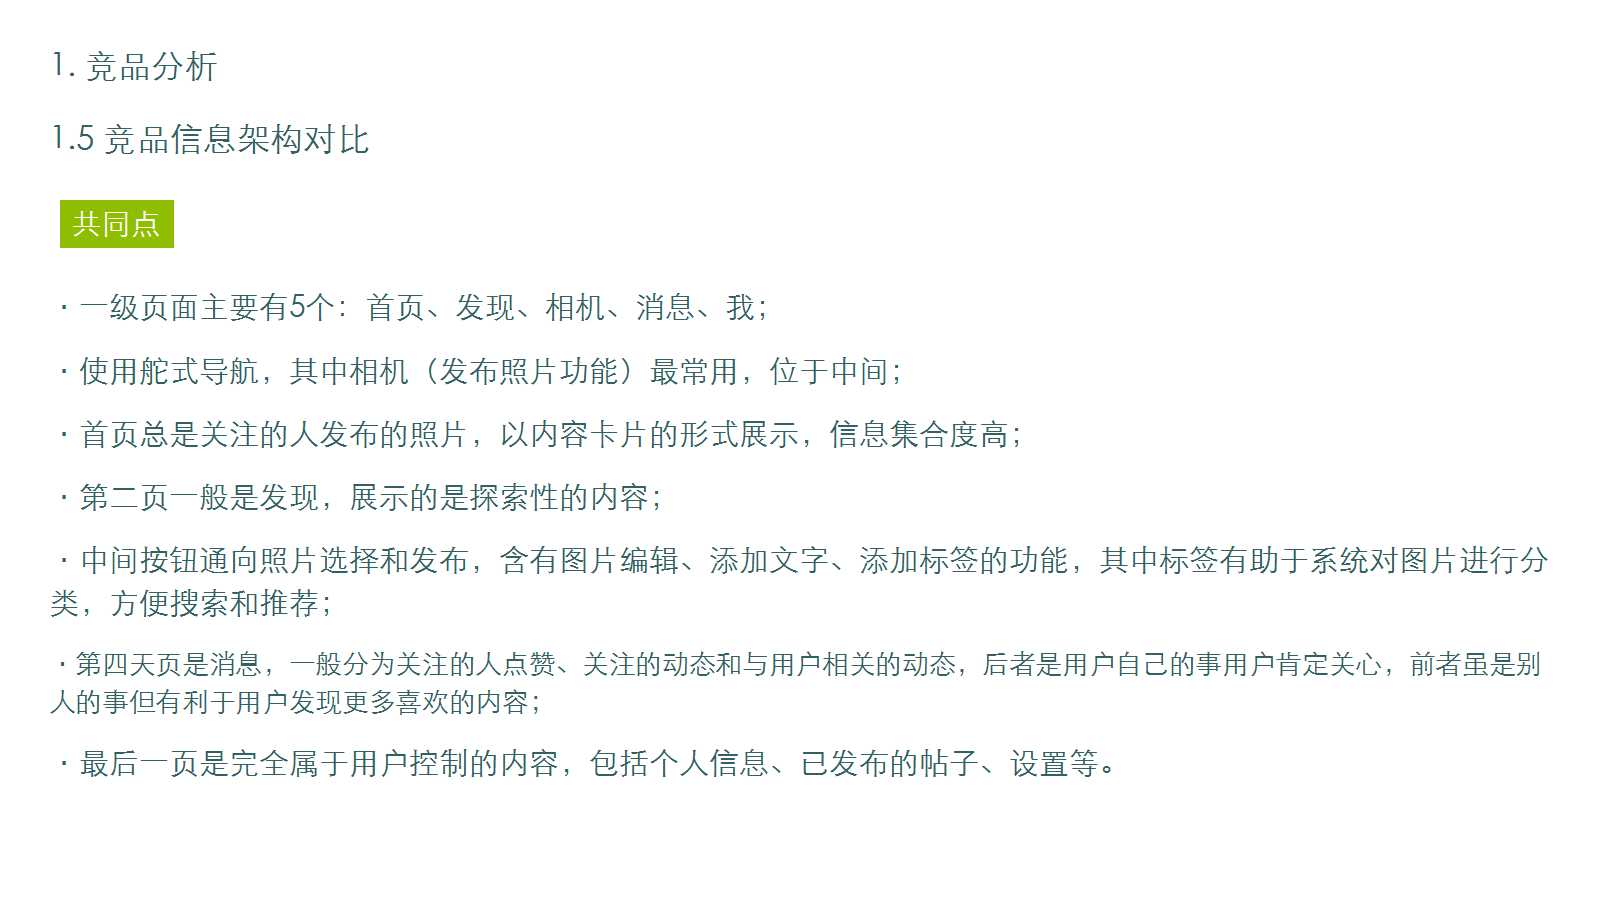 1. 竞品分析
1.5 竞品信息架构对比
共同点
· 一级页面主要有5个：首页、发现、相机、消息、我；
· 使用舵式导航，其中相机（发布照片功能）最常用，位于中间；
· 首页总是关注的人发布的照片，以内容卡片的形式展示，信息集合度高；
· 第二页一般是发现，展示的是探索性的内容；
· 中间按钮通向照片选择和发布，含有图片编辑、添加文字、添加标签的功能，其中标签有助于系统对图片进行分
类，方便搜索和推荐；
· 第四天页是消息，一般分为关注的人点赞、关注的动态和与用户相关的动态，后者是用户自己的事用户肯定关心，前者虽是别
人的事但有利于用户发现更多喜欢的内容；
· 最后一页是完全属于用户控制的内容，包括个人信息、已发布的帖子、设置等。